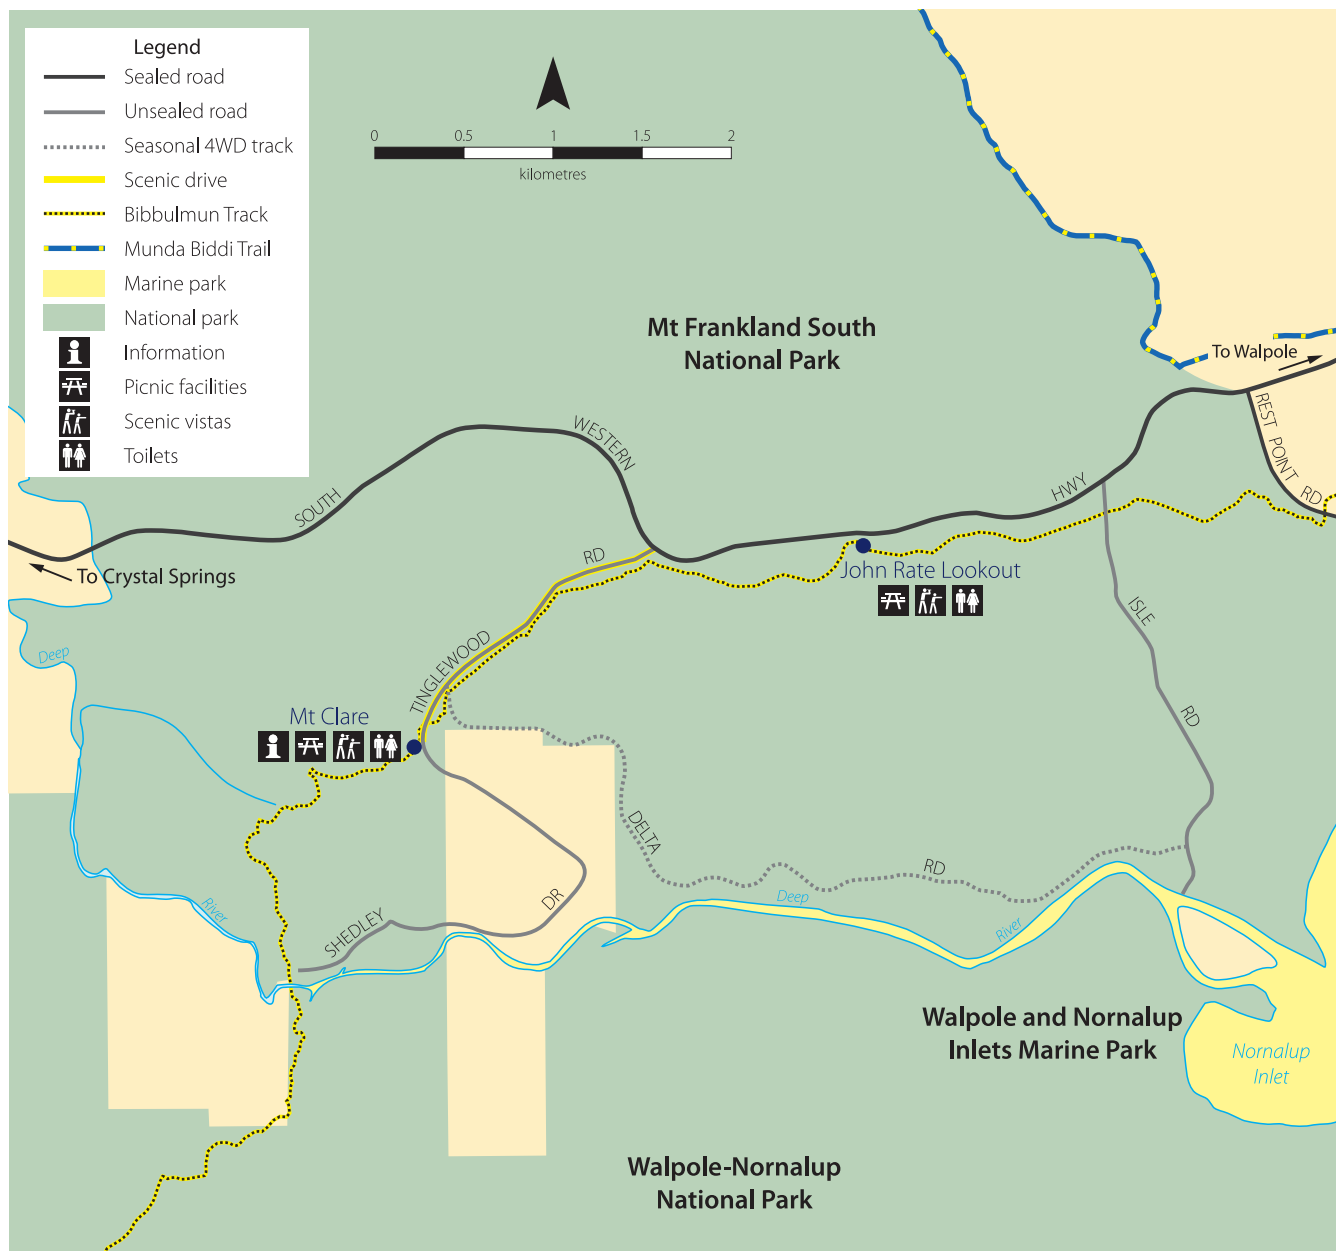 Legend
Sealed road
Unsealed road
Seasonal 4WD track
Scenic drive
Bibbulmun Track
Munda Biddi Trail
Marine park
National park
Information
Picnic facilities
Scenic vistas
Toilets
0 0.5 1 1.5 2
kilometres
Mt Frankland South
National Park
To Walpole
REST POINT RD
SOUTH WESTERN HWY
To Crystal Springs
RD
John Rate Lookout
TINGLEWOOD
ISLE
RD
Deep
Mt Clare
DELTA
RD
DR
SHEDLEY
River
Deep
River
Walpole and Nornalup
Inlets Marine Park
Nornalup
Inlet
Walpole-Nornalup
National Park